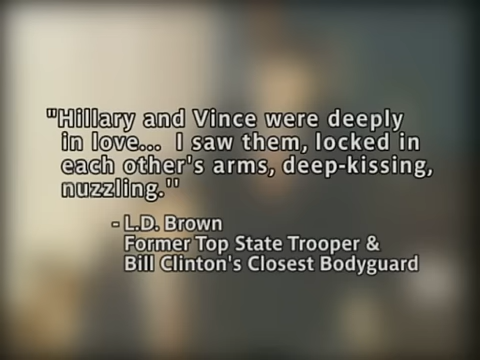 "Hillary and Vince were deeply
in love... I saw them, locked in
each other's arms, deep-kissing,
nuzzling."
- L.D. Brown
Former Top State Trooper &
Bill Clinton's Closest Bodyguard